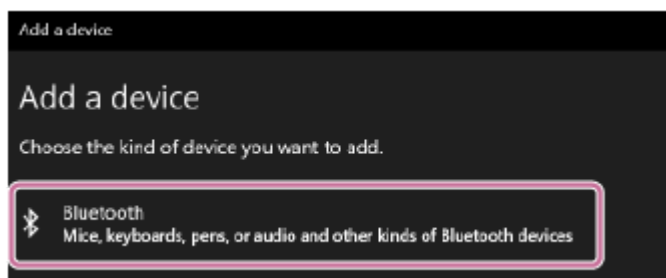 Add a device
Add a device
Choose the kind of device you want to add.
Bluetooth
Mice, keyboards, pens, or audio and other kinds of Bluetooth devices